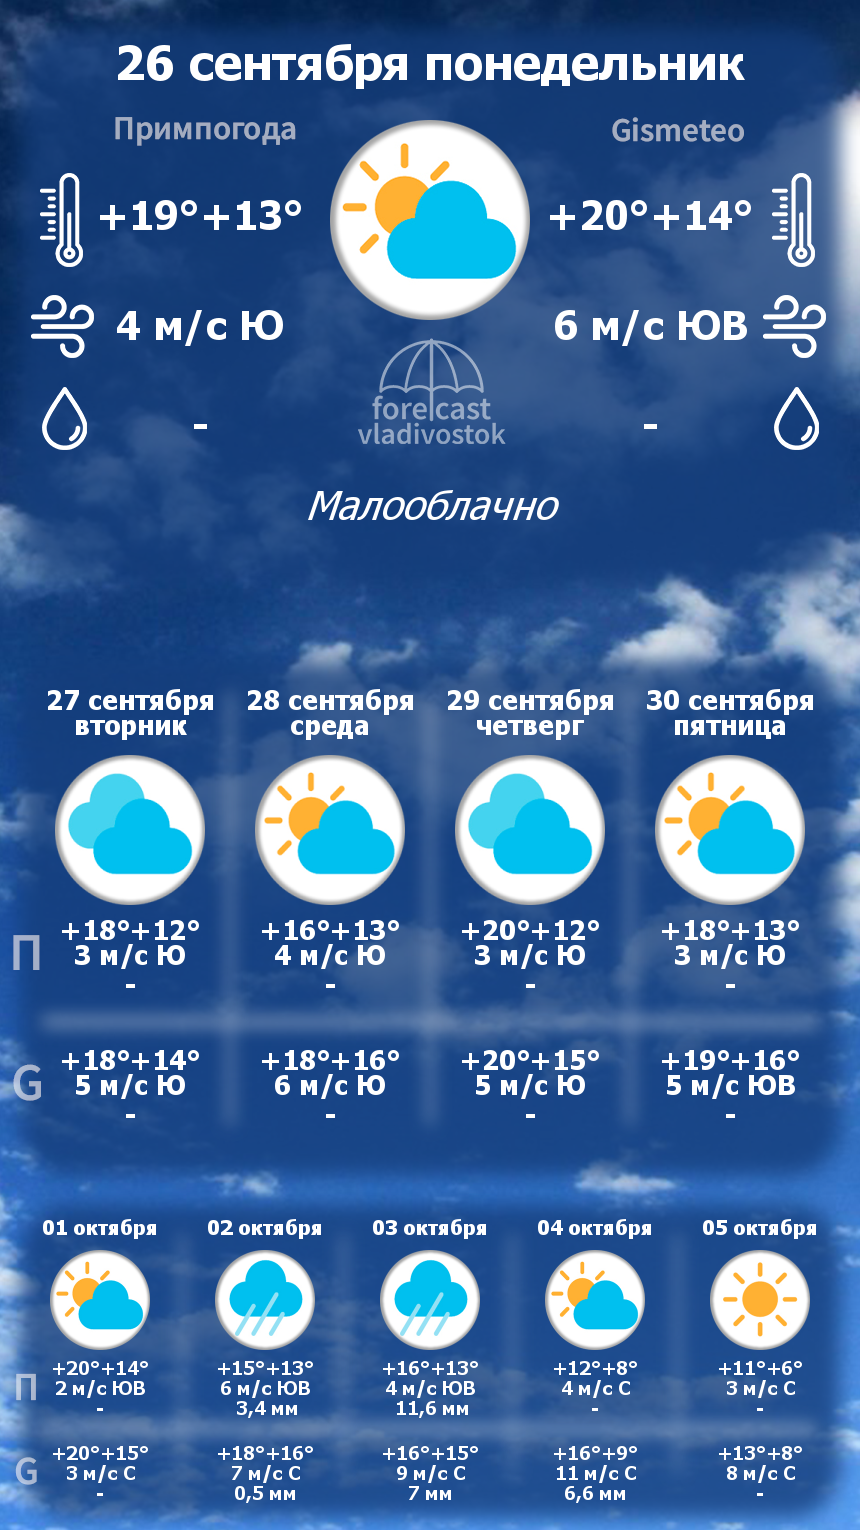 26 сентября понедельник
Примпогода
Gismeteo
+19°+13°
+20°+14°
4 м/с Ю
6 м/с ЮВ
forecast
vladivostok
-
-
Малооблачно
27 сентября 28 сентября 29 сентября 30 сентября
вторник среда четверг пятница
П
+18°+12° +16°+13° +20°+12° +18°+13°
3 м/с Ю 4 м/с Ю 3 м/с Ю 3 м/с Ю
- - - -
G
+18°+14° +18°+16° +20°+15° +19°+16°
5 м/с Ю 6 м/с Ю 5 м/с Ю 5 м/с ЮВ
- - - -
01 октября 02 октября 03 октября 04 октября 05 октября
П
+20°+14° +15°+13° +16°+13° +12°+8° +11°+6°
2 м/с ЮВ 6 м/с ЮВ 4 м/с ЮВ 4 м/с С 3 м/с С
- 3,4 мм 11,6 мм - -
G
+20°+15° +18°+16° +16°+15° +16°+9° +13°+8°
3 м/с С 7 м/с С 9 м/с С 11 м/с С 8 м/с С
- 0,5 мм 7 мм 6,6 мм -